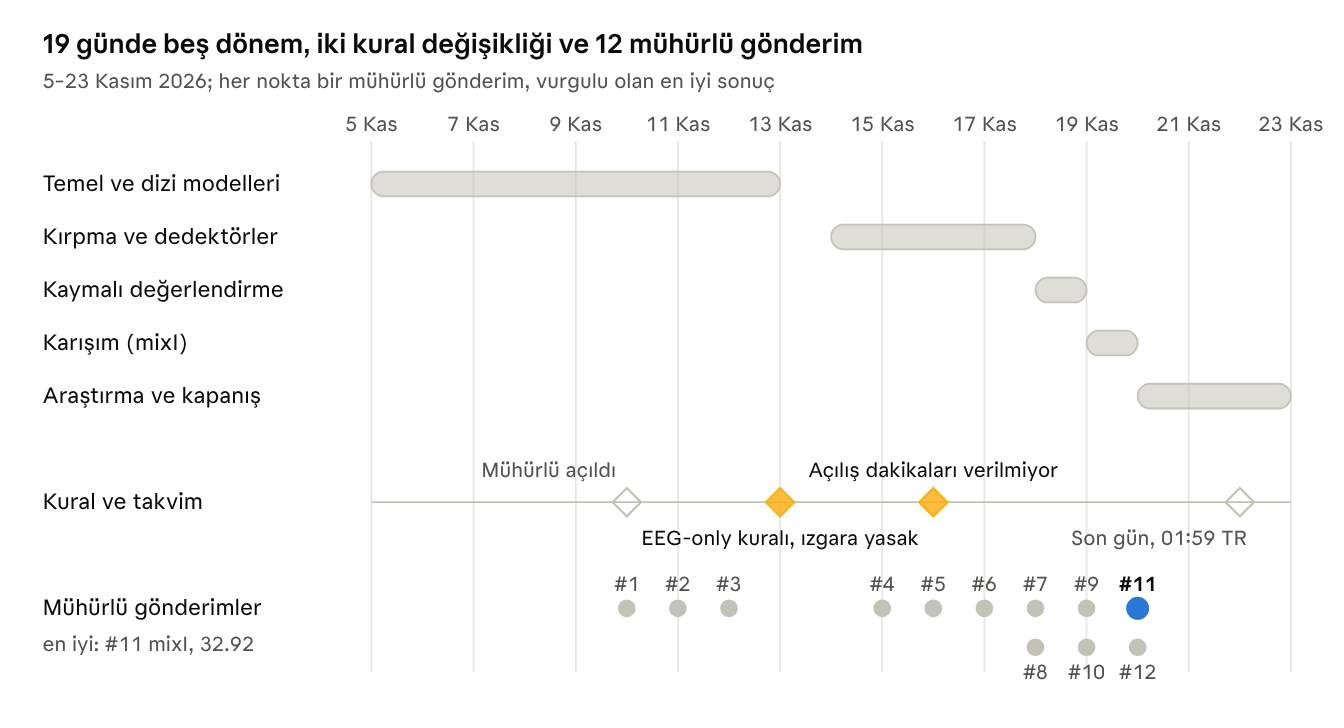 19 günde beş dönem, iki kural değişikliği ve 12 mühürlü gönderim
5-23 Kasım 2026; her nokta bir mühürlü gönderim, vurgulu olan en iyi sonuç
5 Kas 7 Kas 9 Kas 11 Kas 13 Kas 15 Kas 17 Kas 19 Kas 21 Kas 23 Kas
Temel ve dizi modelleri
Kırpma ve dedektörler
Kaymalı değerlendirme
Karışım (mixI)
Araştırma ve kapanış
Mühürlü açıldı Açılış dakikaları verilmiyor
Kural ve takvim
EEG-only kuralı, ızgara yasak Son gün, 01:59 TR
#1 #2 #3 #4 #5 #6 #7 #9 #11
Mühürlü gönderimler
en iyi: #11 mixI, 32.92
#8 #10 #12